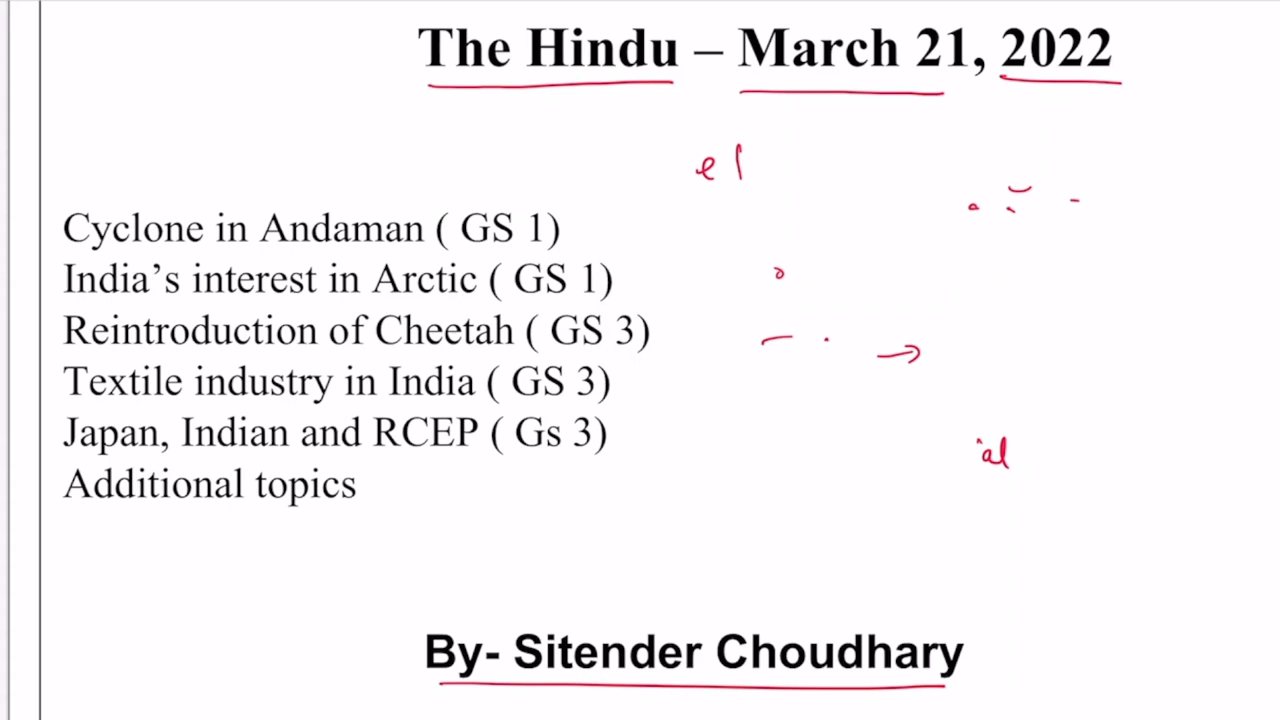 The Hindu – March 21, 2022
el
Cyclone in Andaman ( GS 1)
India’s interest in Arctic ( GS 1)
Reintroduction of Cheetah ( GS 3)
Textile industry in India ( GS 3)
Japan, Indian and RCEP ( Gs 3)
al
Additional topics
By- Sitender Choudhary